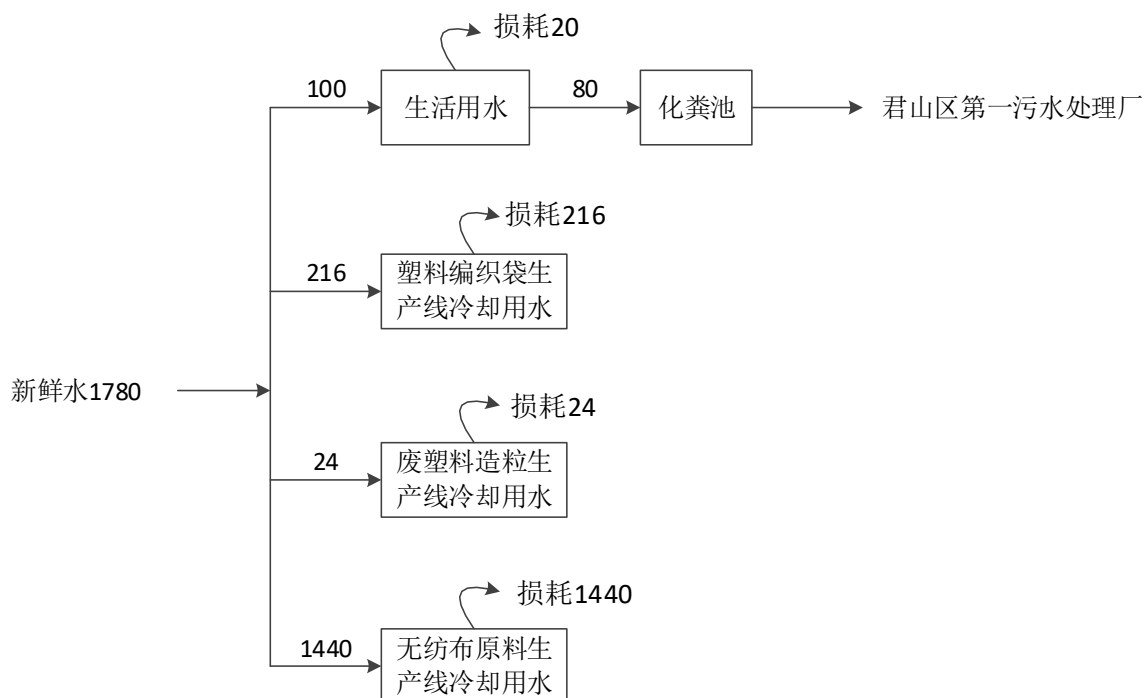 损耗20
100
生活用水
80
化粪池
君山区第一污水处理厂
损耗216
216
塑料编织袋生
产线冷却用水
新鲜水1780
损耗24
24
废塑料造粒生
产线冷却用水
损耗1440
1440
无纺布原料生
产线冷却用水